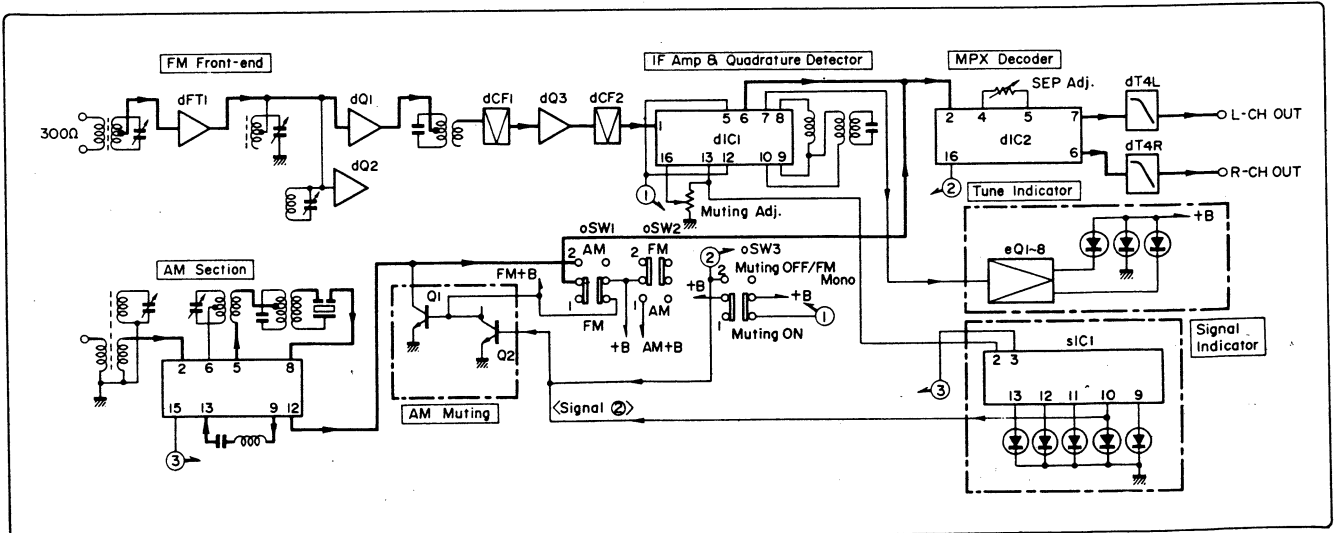 FM Front-end
IF Amp & Quadrature Detector
MPX Decoder
300Ω
dFT1
dQ1
dQ2
dCF1
dQ3
dCF2
1
5 6 7 8
dIC1
16 13 12 10 9
①
Muting Adj.
SEP Adj.
2 4 5 7
dIC2
16 6
②
dT4L
L-CH OUT
dT4R
R-CH OUT
Tune Indicator
eQ1~8
+B
AM Section
2 6 5 8
15 13 9 12
③
Q1
Q2
AM Muting
FM+B
oSW1
2 AM
1
FM
+B
oSW2
2 FM
1 AM
AM+B
② oSW3
2 Muting OFF/FM
Mono
+B
+B
1
①
Muting ON
〈Signal ②〉
Signal
Indicator
sIC1
2 3
③
13 12 11 10 9